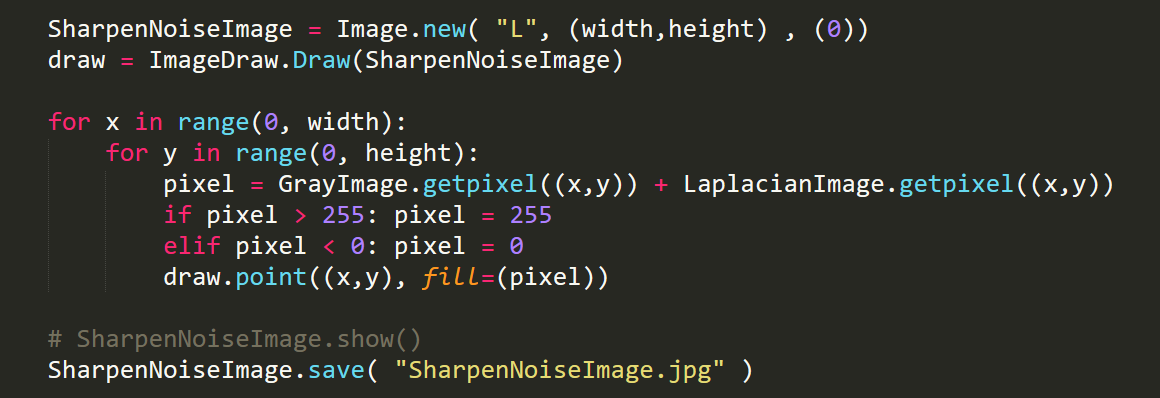 SharpenNoiseImage = Image.new( "L", (width,height) , (0))
draw = ImageDraw.Draw(SharpenNoiseImage)
for x in range(0, width):
for y in range(0, height):
pixel = GrayImage.getpixel((x,y)) + LaplacianImage.getpixel((x,y))
if pixel > 255: pixel = 255
elif pixel < 0: pixel = 0
draw.point((x,y), fill=(pixel))
# SharpenNoiseImage.show()
SharpenNoiseImage.save( "SharpenNoiseImage.jpg" )